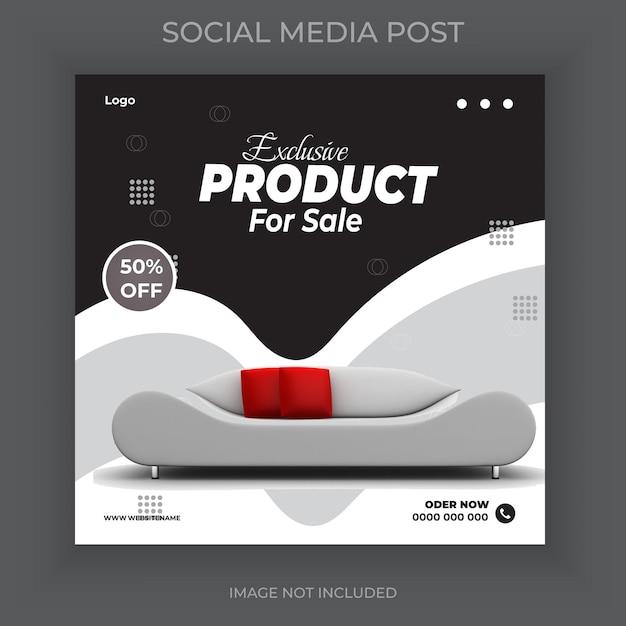 SOCIAL MEDIA POST
Logo
Exclusive
PRODUCT
For Sale
50%
OFF
ODER NOW
WWW.WEBSITENAME
0000 000 000
IMAGE NOT INCLUDED